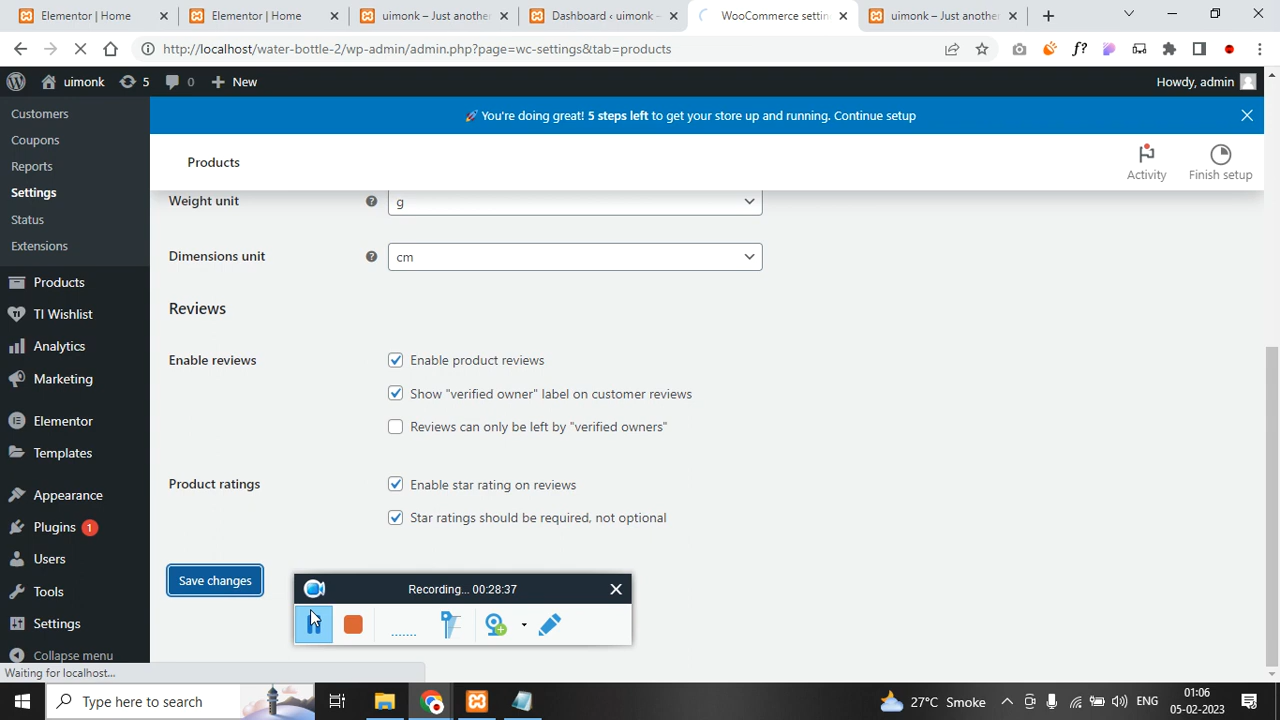 Elementor | Home
Elementor | Home
uimonk – Just another
Dashboard ‹ uimonk –
WooCommerce settin
uimonk – Just another
http://localhost/water-bottle-2/wp-admin/admin.php?page=wc-settings&tab=products
f?
uimonk
5
0
New
Howdy, admin
Customers
Coupons
Reports
Settings
Status
Extensions
Products
TI Wishlist
Analytics
Marketing
Elementor
Templates
Appearance
Plugins 1
Users
Tools
Settings
Collapse menu
🚀 You're doing great! 5 steps left to get your store up and running. Continue setup
Products
Activity
Finish setup
Weight unit
g
Dimensions unit
cm
Reviews
Enable reviews
Enable product reviews
Show "verified owner" label on customer reviews
Reviews can only be left by "verified owners"
Product ratings
Enable star rating on reviews
Star ratings should be required, not optional
Save changes
Recording... 00:28:37
Waiting for localhost...
Type here to search
27°C Smoke
ENG
01:06
05-02-2023